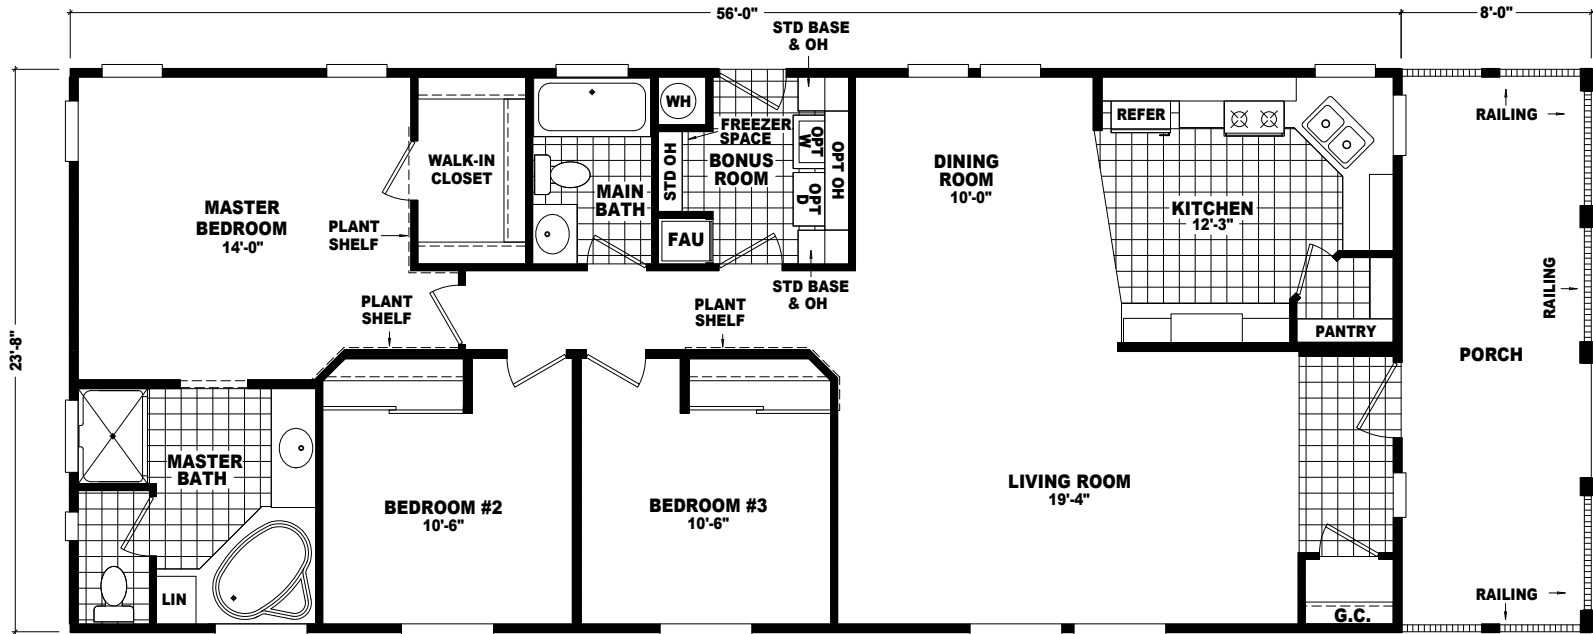 56'-0"
8'-0"
STD BASE
& OH
WH
FREEZER
SPACE
STD OH
BONUS
ROOM
OPT
W
OPT OH
OPT
D
FAU
STD BASE
& OH
REFER
RAILING
WALK-IN
CLOSET
MAIN
BATH
DINING
ROOM
10'-0"
KITCHEN
12'-3"
MASTER
BEDROOM
14'-0"
PLANT
SHELF
PLANT
SHELF
PLANT
SHELF
23'-8"
RAILING
PANTRY
PORCH
MASTER
BATH
BEDROOM #2
10'-6"
BEDROOM #3
10'-6"
LIVING ROOM
19'-4"
LIN
RAILING
G.C.